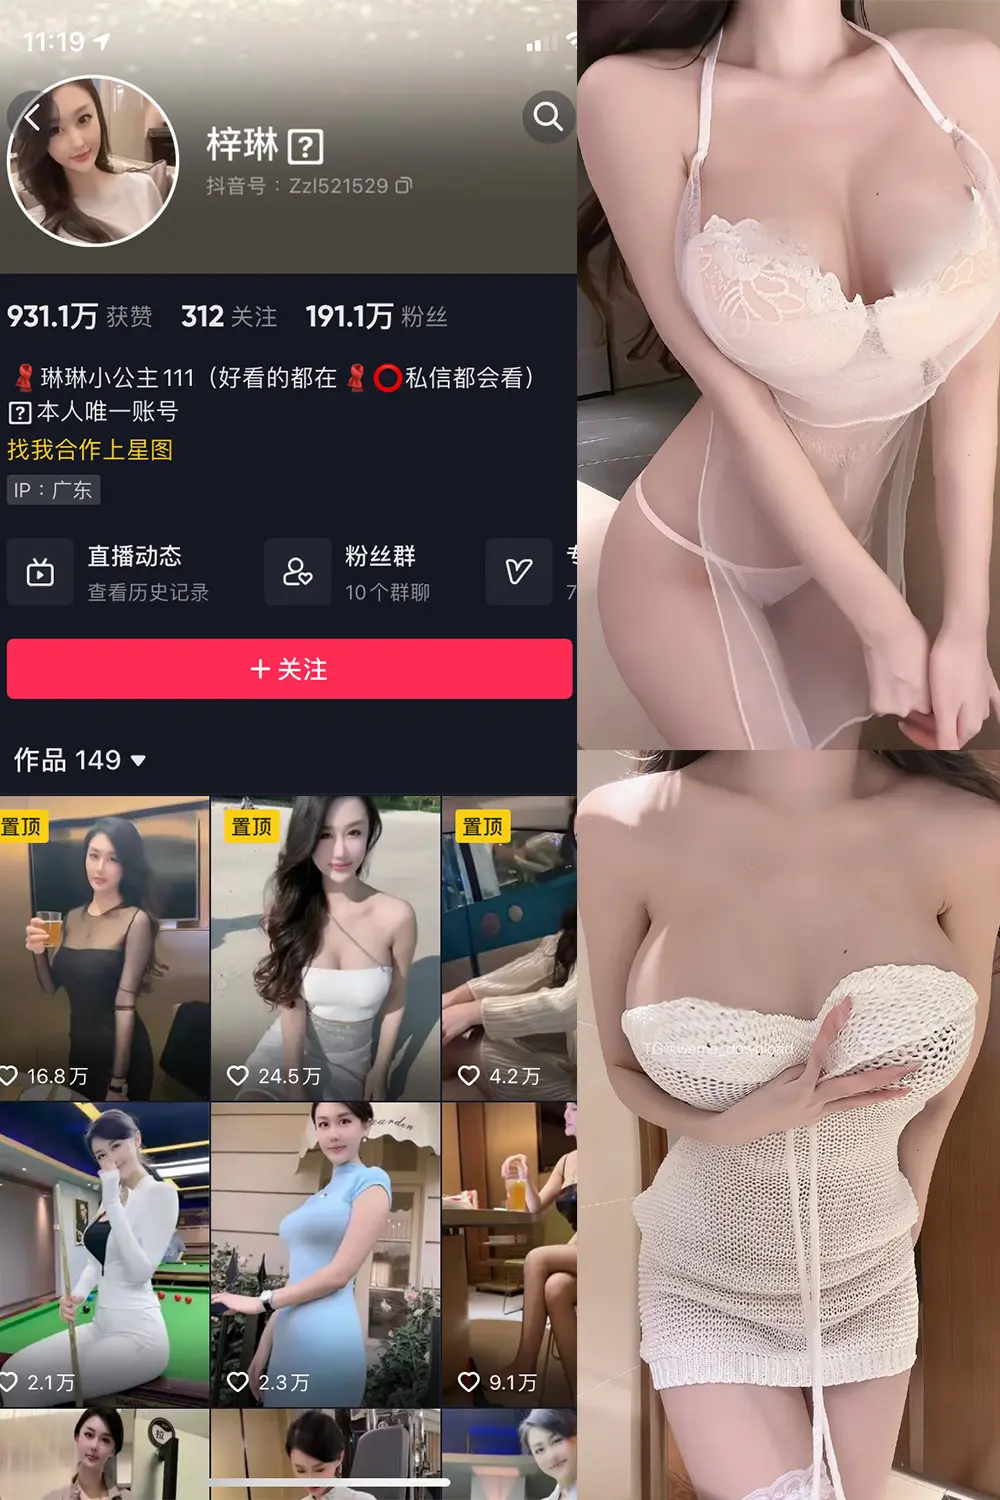 11:19
梓琳
抖音号：Zzl521529
931.1万 获赞 312 关注 191.1万 粉丝
琳琳小公主111（好看的都在⭕私信都会看）
本人唯一账号
找我合作上星图
IP：广东
直播动态
查看历史记录
粉丝群
10个群聊
7
＋关注
作品 149
置顶
置顶
置顶
16.8万
24.5万
4.2万
Garden
2.1万
2.3万
9.1万
拉
TG@weme_download